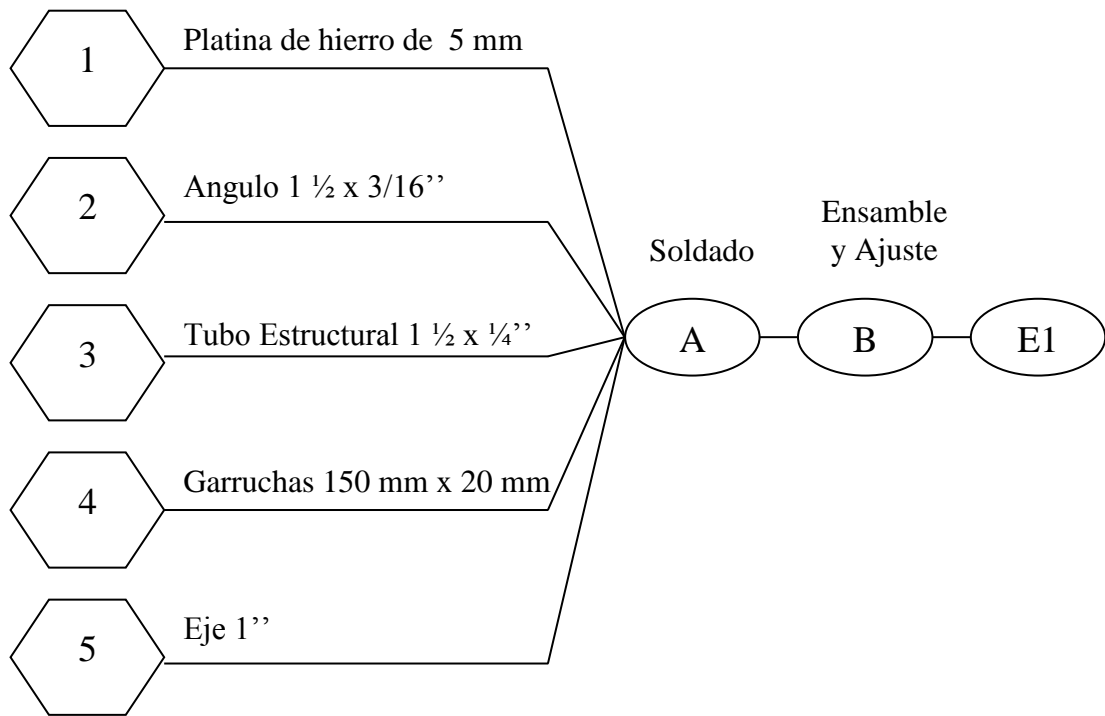 1
Platina de hierro de 5 mm
2
Angulo 1 ½ x 3/16’’
3
Tubo Estructural 1 ½ x ¼’’
4
Garruchas 150 mm x 20 mm
5
Eje 1’’
Soldado
Ensamble
y Ajuste
A
B
E1